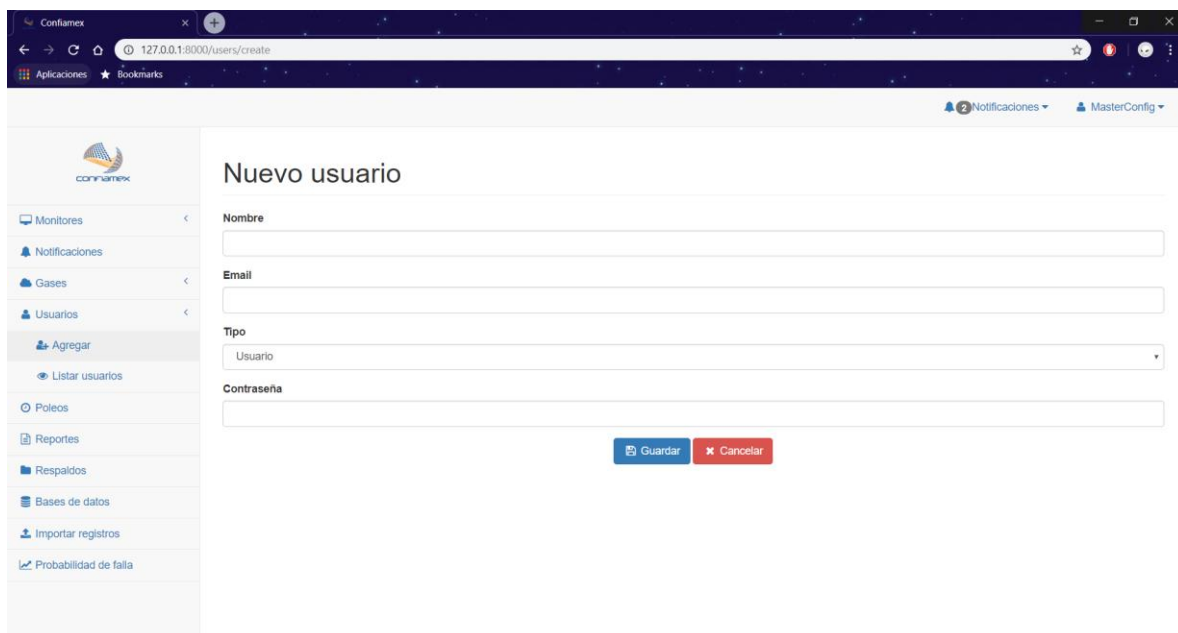 Confiamex
127.0.0.1:8000/users/create
Aplicaciones
Bookmarks
2 Notificaciones
MasterConfig
confiamex
Nuevo usuario
Monitores
Notificaciones
Gases
Usuarios
Agregar
Listar usuarios
Poleos
Reportes
Respaldos
Bases de datos
Importar registros
Probabilidad de falla
Nombre
Email
Tipo
Usuario
Contraseña
Guardar
Cancelar